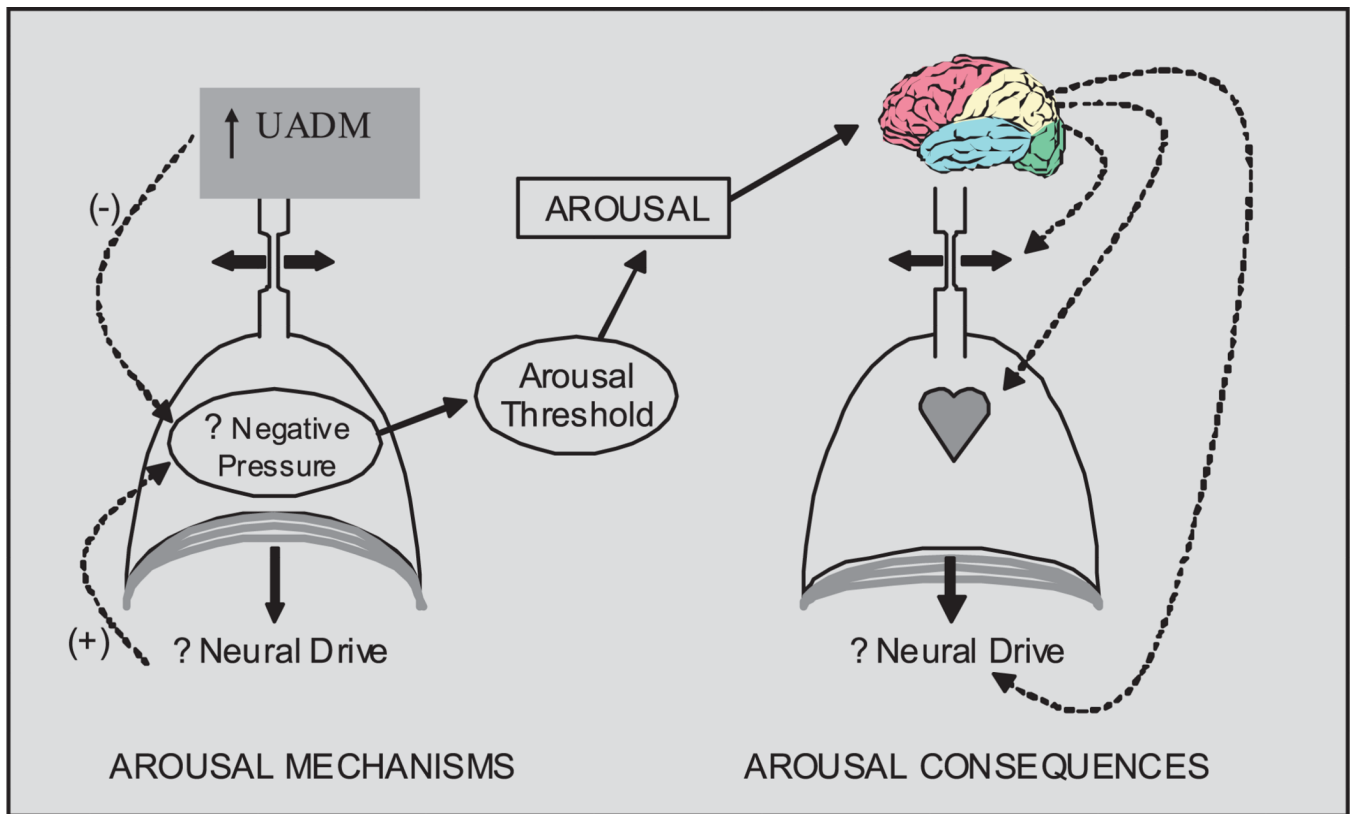 ↑ UADM
(-)
AROUSAL
Arousal
Threshold
? Negative
Pressure
(+)
? Neural Drive
? Neural Drive
AROUSAL MECHANISMS
AROUSAL CONSEQUENCES